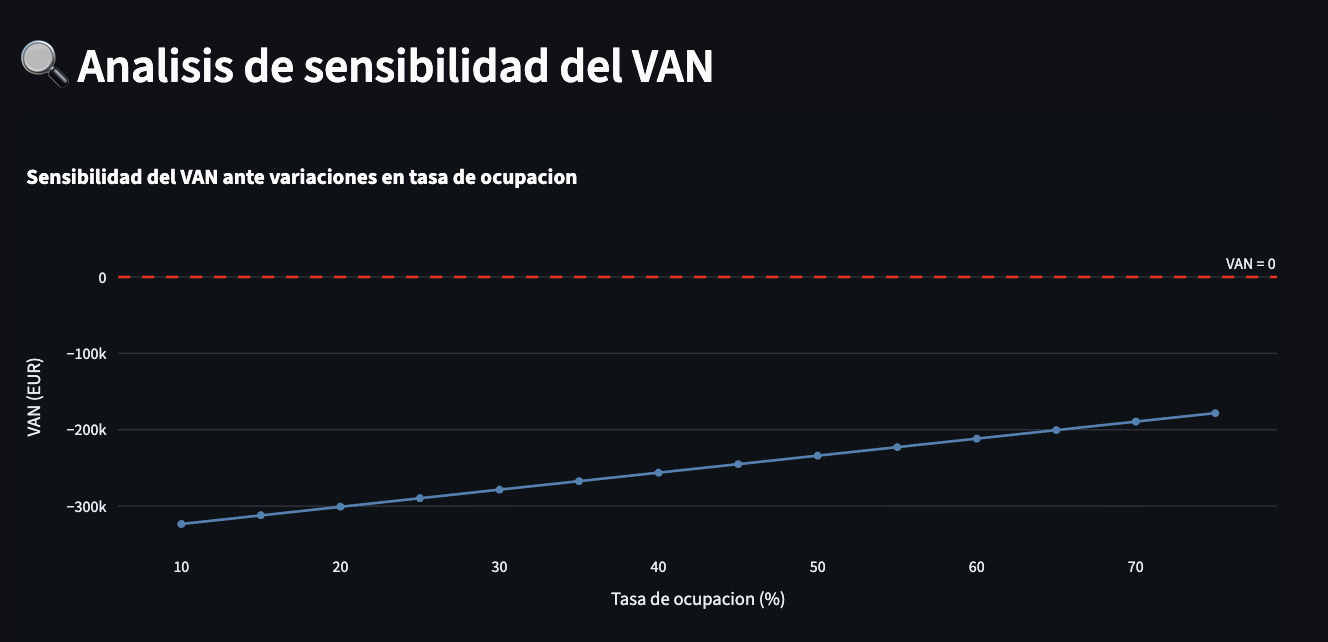 Analisis de sensibilidad del VAN
Sensibilidad del VAN ante variaciones en tasa de ocupacion
VAN = 0
0
−100k
−200k
−300k
VAN (EUR)
10 20 30 40 50 60 70
Tasa de ocupacion (%)